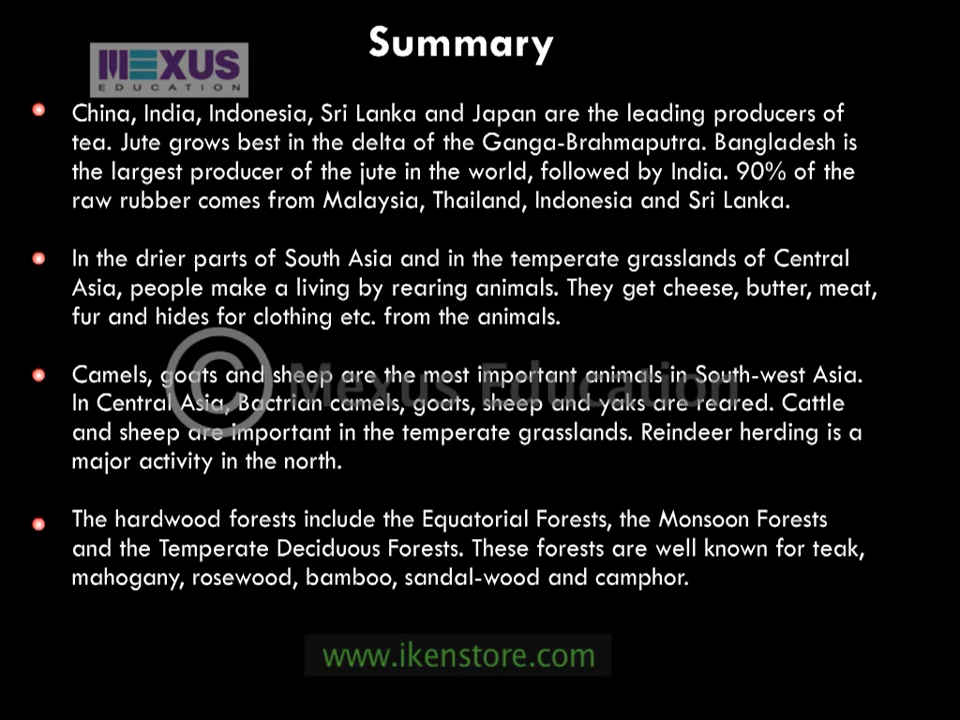 Summary
MEXUS
EDUCATION
China, India, Indonesia, Sri Lanka and Japan are the leading producers of
tea. Jute grows best in the delta of the Ganga-Brahmaputra. Bangladesh is
the largest producer of the jute in the world, followed by India. 90% of the
raw rubber comes from Malaysia, Thailand, Indonesia and Sri Lanka.
In the drier parts of South Asia and in the temperate grasslands of Central
Asia, people make a living by rearing animals. They get cheese, butter, meat,
fur and hides for clothing etc. from the animals.
Camels, goats and sheep are the most important animals in South-west Asia.
In Central Asia, Bactrian camels, goats, sheep and yaks are reared. Cattle
and sheep are important in the temperate grasslands. Reindeer herding is a
major activity in the north.
© Mexus Education
The hardwood forests include the Equatorial Forests, the Monsoon Forests
and the Temperate Deciduous Forests. These forests are well known for teak,
mahogany, rosewood, bamboo, sandal-wood and camphor.
www.ikenstore.com